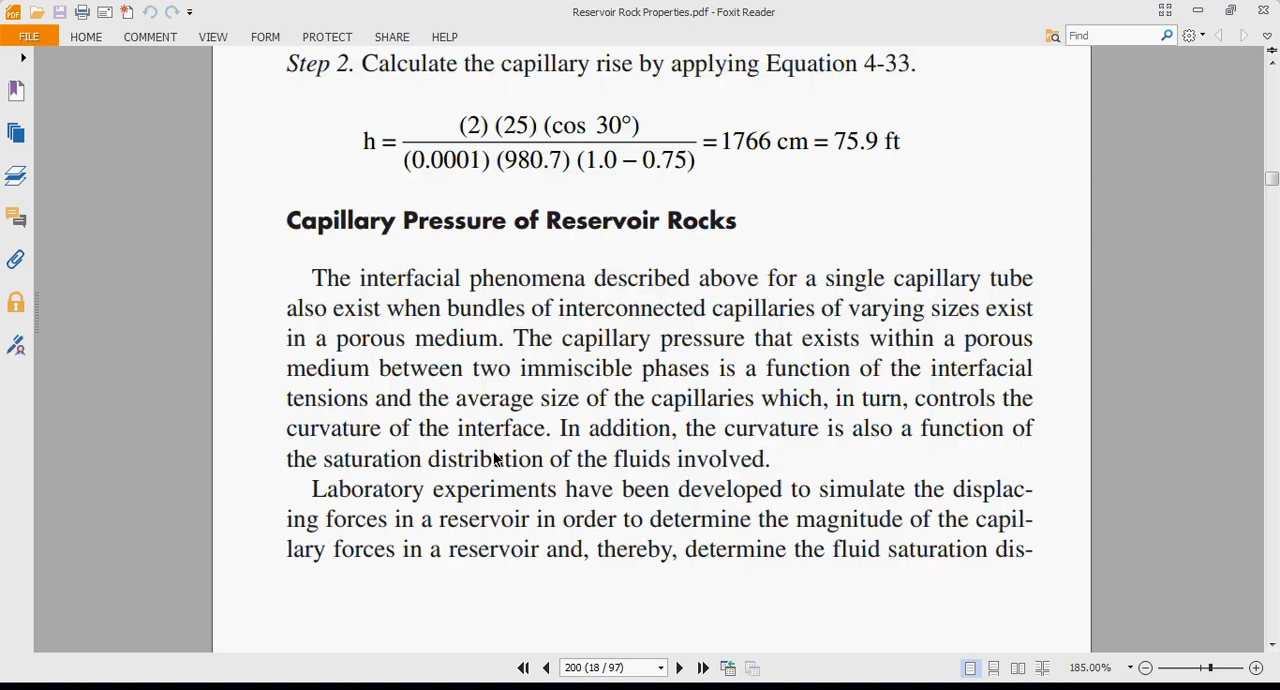 Reservoir Rock Properties.pdf - Foxit Reader
FILE HOME COMMENT VIEW FORM PROTECT SHARE HELP Find
Step 2. Calculate the capillary rise by applying Equation 4-33.
h = (2) (25) (cos 30°) / (0.0001) (980.7) (1.0 − 0.75) = 1766 cm = 75.9 ft
Capillary Pressure of Reservoir Rocks
The interfacial phenomena described above for a single capillary tube
also exist when bundles of interconnected capillaries of varying sizes exist
in a porous medium. The capillary pressure that exists within a porous
medium between two immiscible phases is a function of the interfacial
tensions and the average size of the capillaries which, in turn, controls the
curvature of the interface. In addition, the curvature is also a function of
the saturation distribution of the fluids involved.
Laboratory experiments have been developed to simulate the displac-
ing forces in a reservoir in order to determine the magnitude of the capil-
lary forces in a reservoir and, thereby, determine the fluid saturation dis-
200 (18 / 97) 185.00%